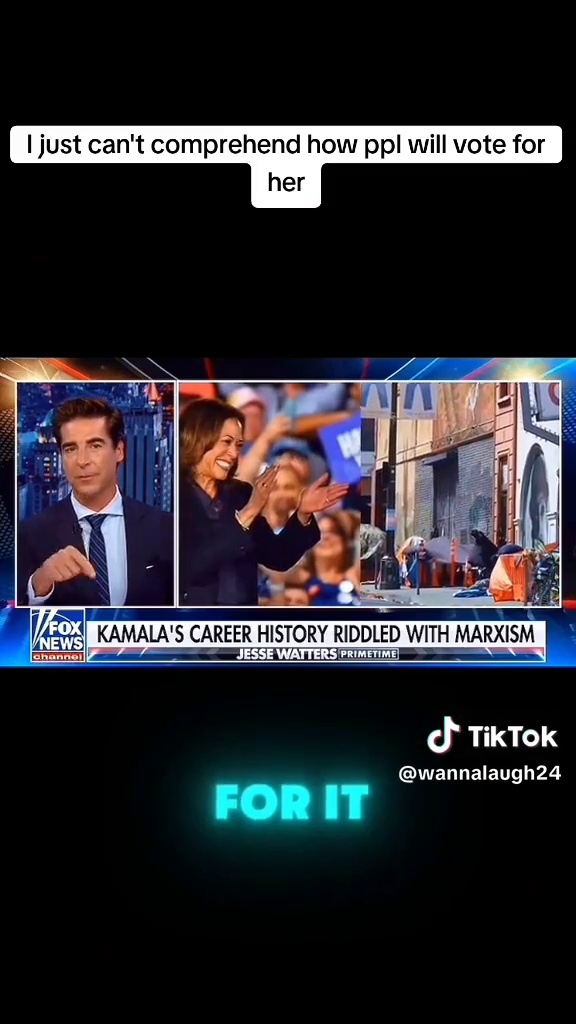 I just can't comprehend how ppl will vote for
her
FOX
NEWS
channel
KAMALA'S CAREER HISTORY RIDDLED WITH MARXISM
JESSE WATTERS PRIMETIME
TikTok
@wannalaugh24
FOR IT